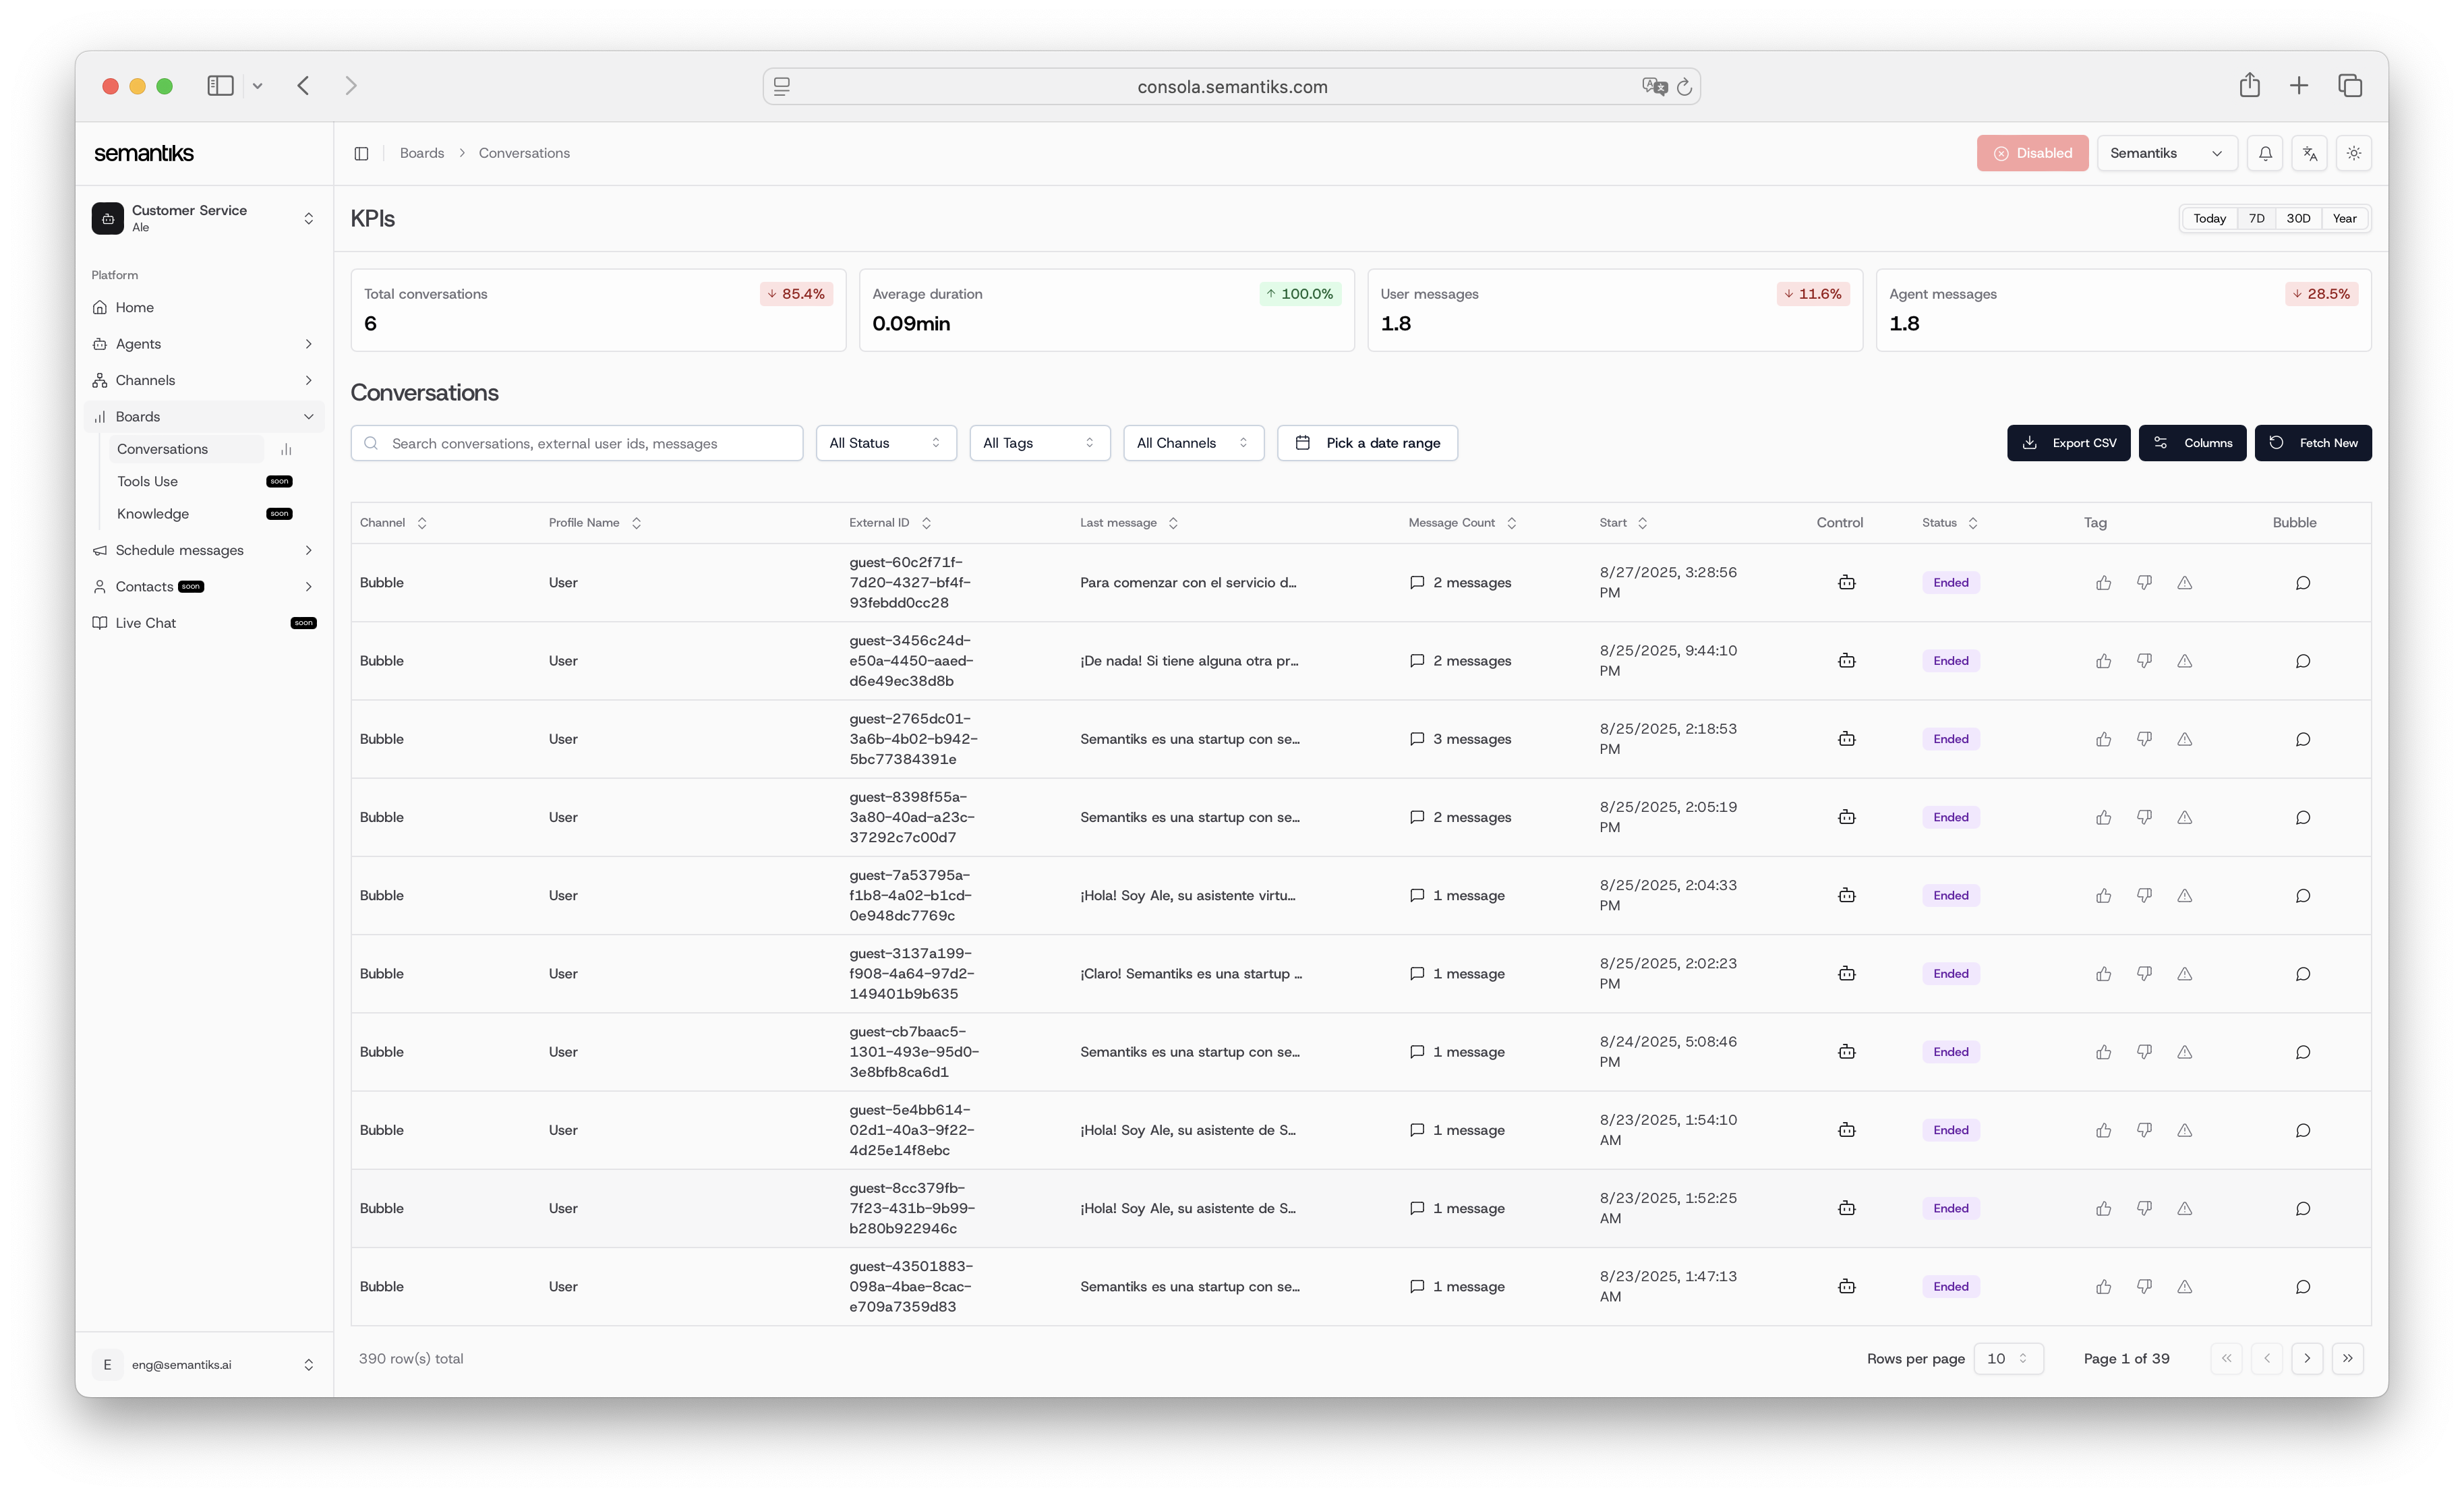 consola.semantiks.com
semantiks
Boards > Conversations
Disabled
Semantiks
Customer Service
Ale
Platform
Home
Agents
Channels
Boards
Conversations
Tools Use soon
Knowledge soon
Schedule messages
Contacts soon
Live Chat soon
E eng@semantiks.ai
KPIs
Today 7D 30D Year
Total conversations ↓ 85.4%
6
Average duration ↑ 100.0%
0.09min
User messages ↓ 11.6%
1.8
Agent messages ↓ 28.5%
1.8
Conversations
Search conversations, external user ids, messages
All Status
All Tags
All Channels
Pick a date range
Export CSV
Columns
Fetch New
Channel Profile Name External ID Last message Message Count Start Control Status Tag Bubble
guest-60c2f71f-
Bubble User 7d20-4327-bf4f- Para comenzar con el servicio d... 2 messages 8/27/2025, 3:28:56 Ended
93febdd0cc28 PM
guest-3456c24d-
Bubble User e50a-4450-aaed- ¡De nada! Si tiene alguna otra pr... 2 messages 8/25/2025, 9:44:10 Ended
d6e49ec38d8b PM
guest-2765dc01-
Bubble User 3a6b-4b02-b942- Semantiks es una startup con se... 3 messages 8/25/2025, 2:18:53 Ended
5bc77384391e PM
guest-8398f55a-
Bubble User 3a80-40ad-a23c- Semantiks es una startup con se... 2 messages 8/25/2025, 2:05:19 Ended
37292c7c00d7 PM
guest-7a53795a-
Bubble User f1b8-4a02-b1cd- ¡Hola! Soy Ale, su asistente virtu... 1 message 8/25/2025, 2:04:33 Ended
0e948dc7769c PM
guest-3137a199-
Bubble User f908-4a64-97d2- ¡Claro! Semantiks es una startup ... 1 message 8/25/2025, 2:02:23 Ended
149401b9b635 PM
guest-cb7baac5-
Bubble User 1301-493e-95d0- Semantiks es una startup con se... 1 message 8/24/2025, 5:08:46 Ended
3e8bfb8ca6d1 PM
guest-5e4bb614-
Bubble User 02d1-40a3-9f22- ¡Hola! Soy Ale, su asistente de S... 1 message 8/23/2025, 1:54:10 Ended
4d25e14f8ebc AM
guest-8cc379fb-
Bubble User 7f23-431b-9b99- ¡Hola! Soy Ale, su asistente de S... 1 message 8/23/2025, 1:52:25 Ended
b280b922946c AM
guest-43501883-
Bubble User 098a-4bae-8cac- Semantiks es una startup con se... 1 message 8/23/2025, 1:47:13 Ended
e709a7359d83 AM
390 row(s) total
Rows per page 10
Page 1 of 39